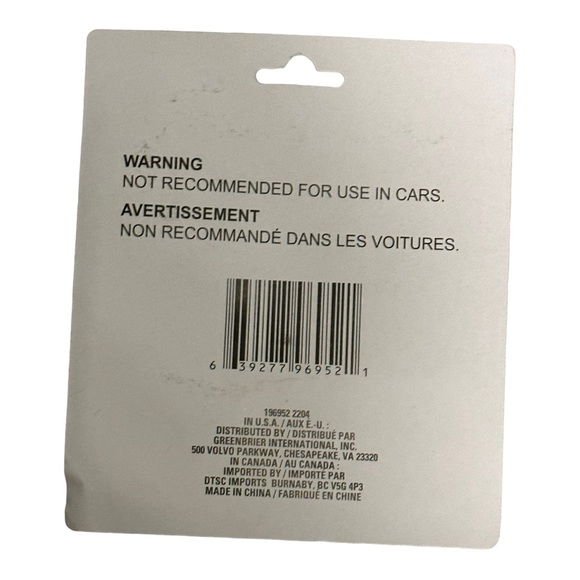 WARNING
NOT RECOMMENDED FOR USE IN CARS.
AVERTISSEMENT
NON RECOMMANDÉ DANS LES VOITURES.
6 39277 96952 1
196952 2204
IN U.S.A. / AUX É.-U. :
DISTRIBUTED BY / DISTRIBUÉ PAR
GREENBRIER INTERNATIONAL, INC.
500 VOLVO PARKWAY, CHESAPEAKE, VA 23320
IN CANADA / AU CANADA :
IMPORTED BY / IMPORTÉ PAR
DTSC IMPORTS BURNABY, BC V5G 4P3
MADE IN CHINA / FABRIQUÉ EN CHINE